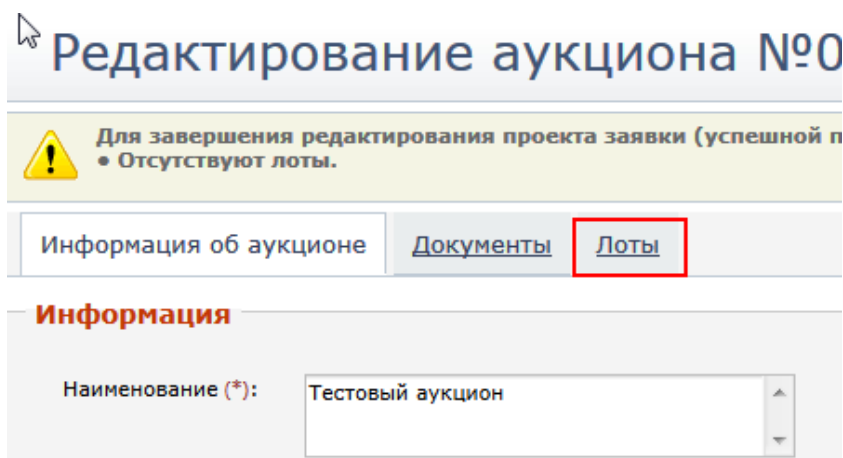 Редактирование аукциона №0
Для завершения редактирования проекта заявки (успешной п
• Отсутствуют лоты.
Информация об аукционе Документы Лоты
Информация
Наименование (*): Тестовый аукцион